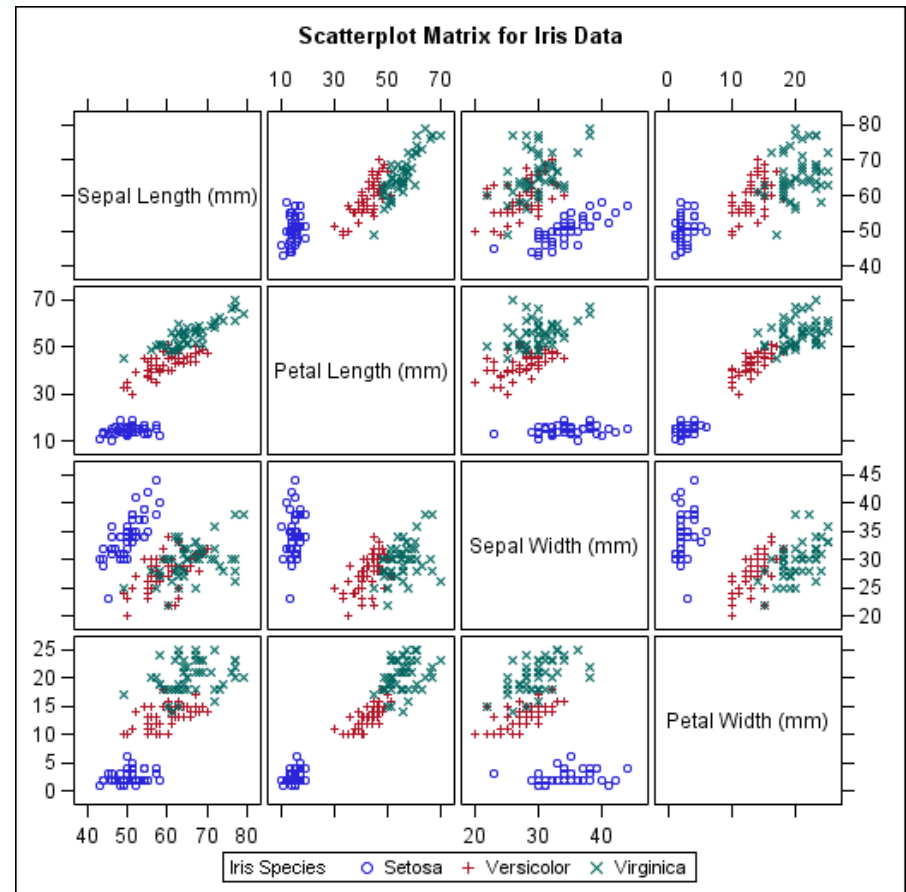 Scatterplot Matrix for Iris Data
10 30 50 70 0 10 20
Sepal Length (mm)
80
70
60
50
40
70
50
30
10
Petal Length (mm)
Sepal Width (mm)
45
40
35
30
25
20
25
20
15
10
5
0
Petal Width (mm)
40 50 60 70 80 20 30 40
Iris Species Setosa Versicolor Virginica